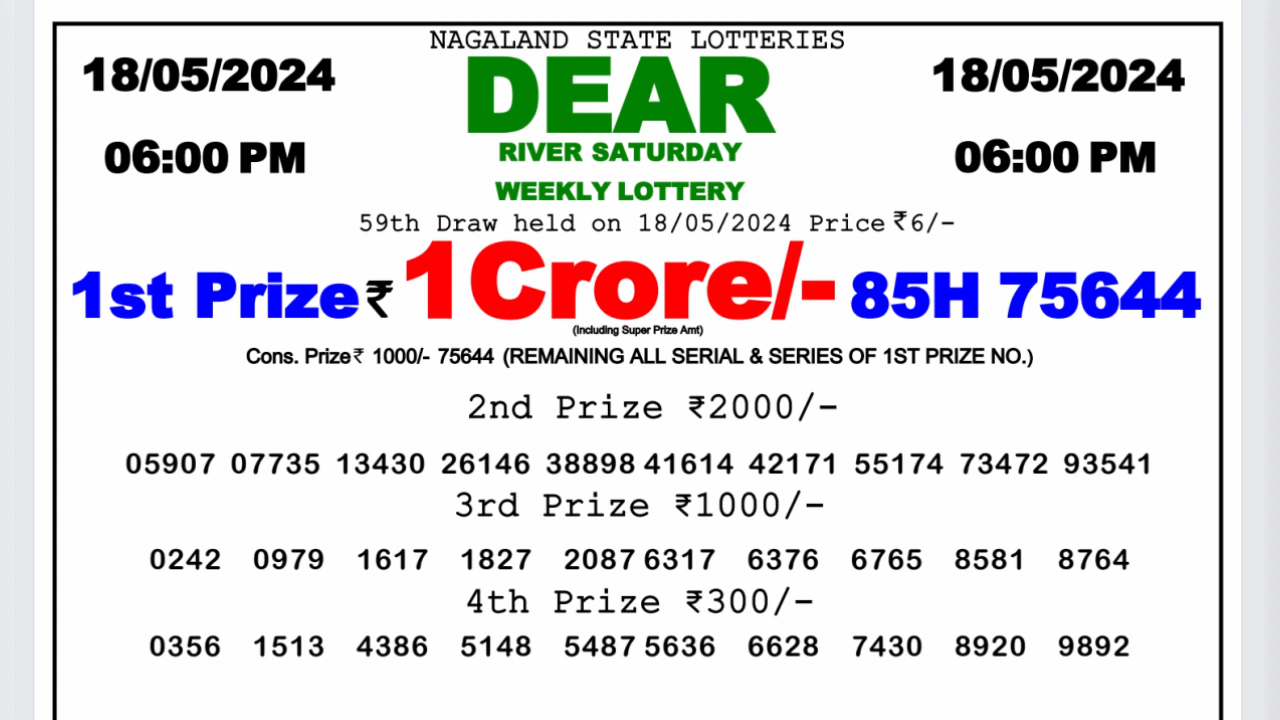 NAGALAND STATE LOTTERIES
18/05/2024 DEAR 18/05/2024
06:00 PM RIVER SATURDAY 06:00 PM
WEEKLY LOTTERY
59th Draw held on 18/05/2024 Price ₹6/-
1st Prize ₹ 1Crore/- 85H 75644
(Including Super Prize Amt)
Cons. Prize ₹ 1000/- 75644 (REMAINING ALL SERIAL & SERIES OF 1ST PRIZE NO.)
2nd Prize ₹2000/-
05907 07735 13430 26146 38898 41614 42171 55174 73472 93541
3rd Prize ₹1000/-
0242 0979 1617 1827 2087 6317 6376 6765 8581 8764
4th Prize ₹300/-
0356 1513 4386 5148 5487 5636 6628 7430 8920 9892